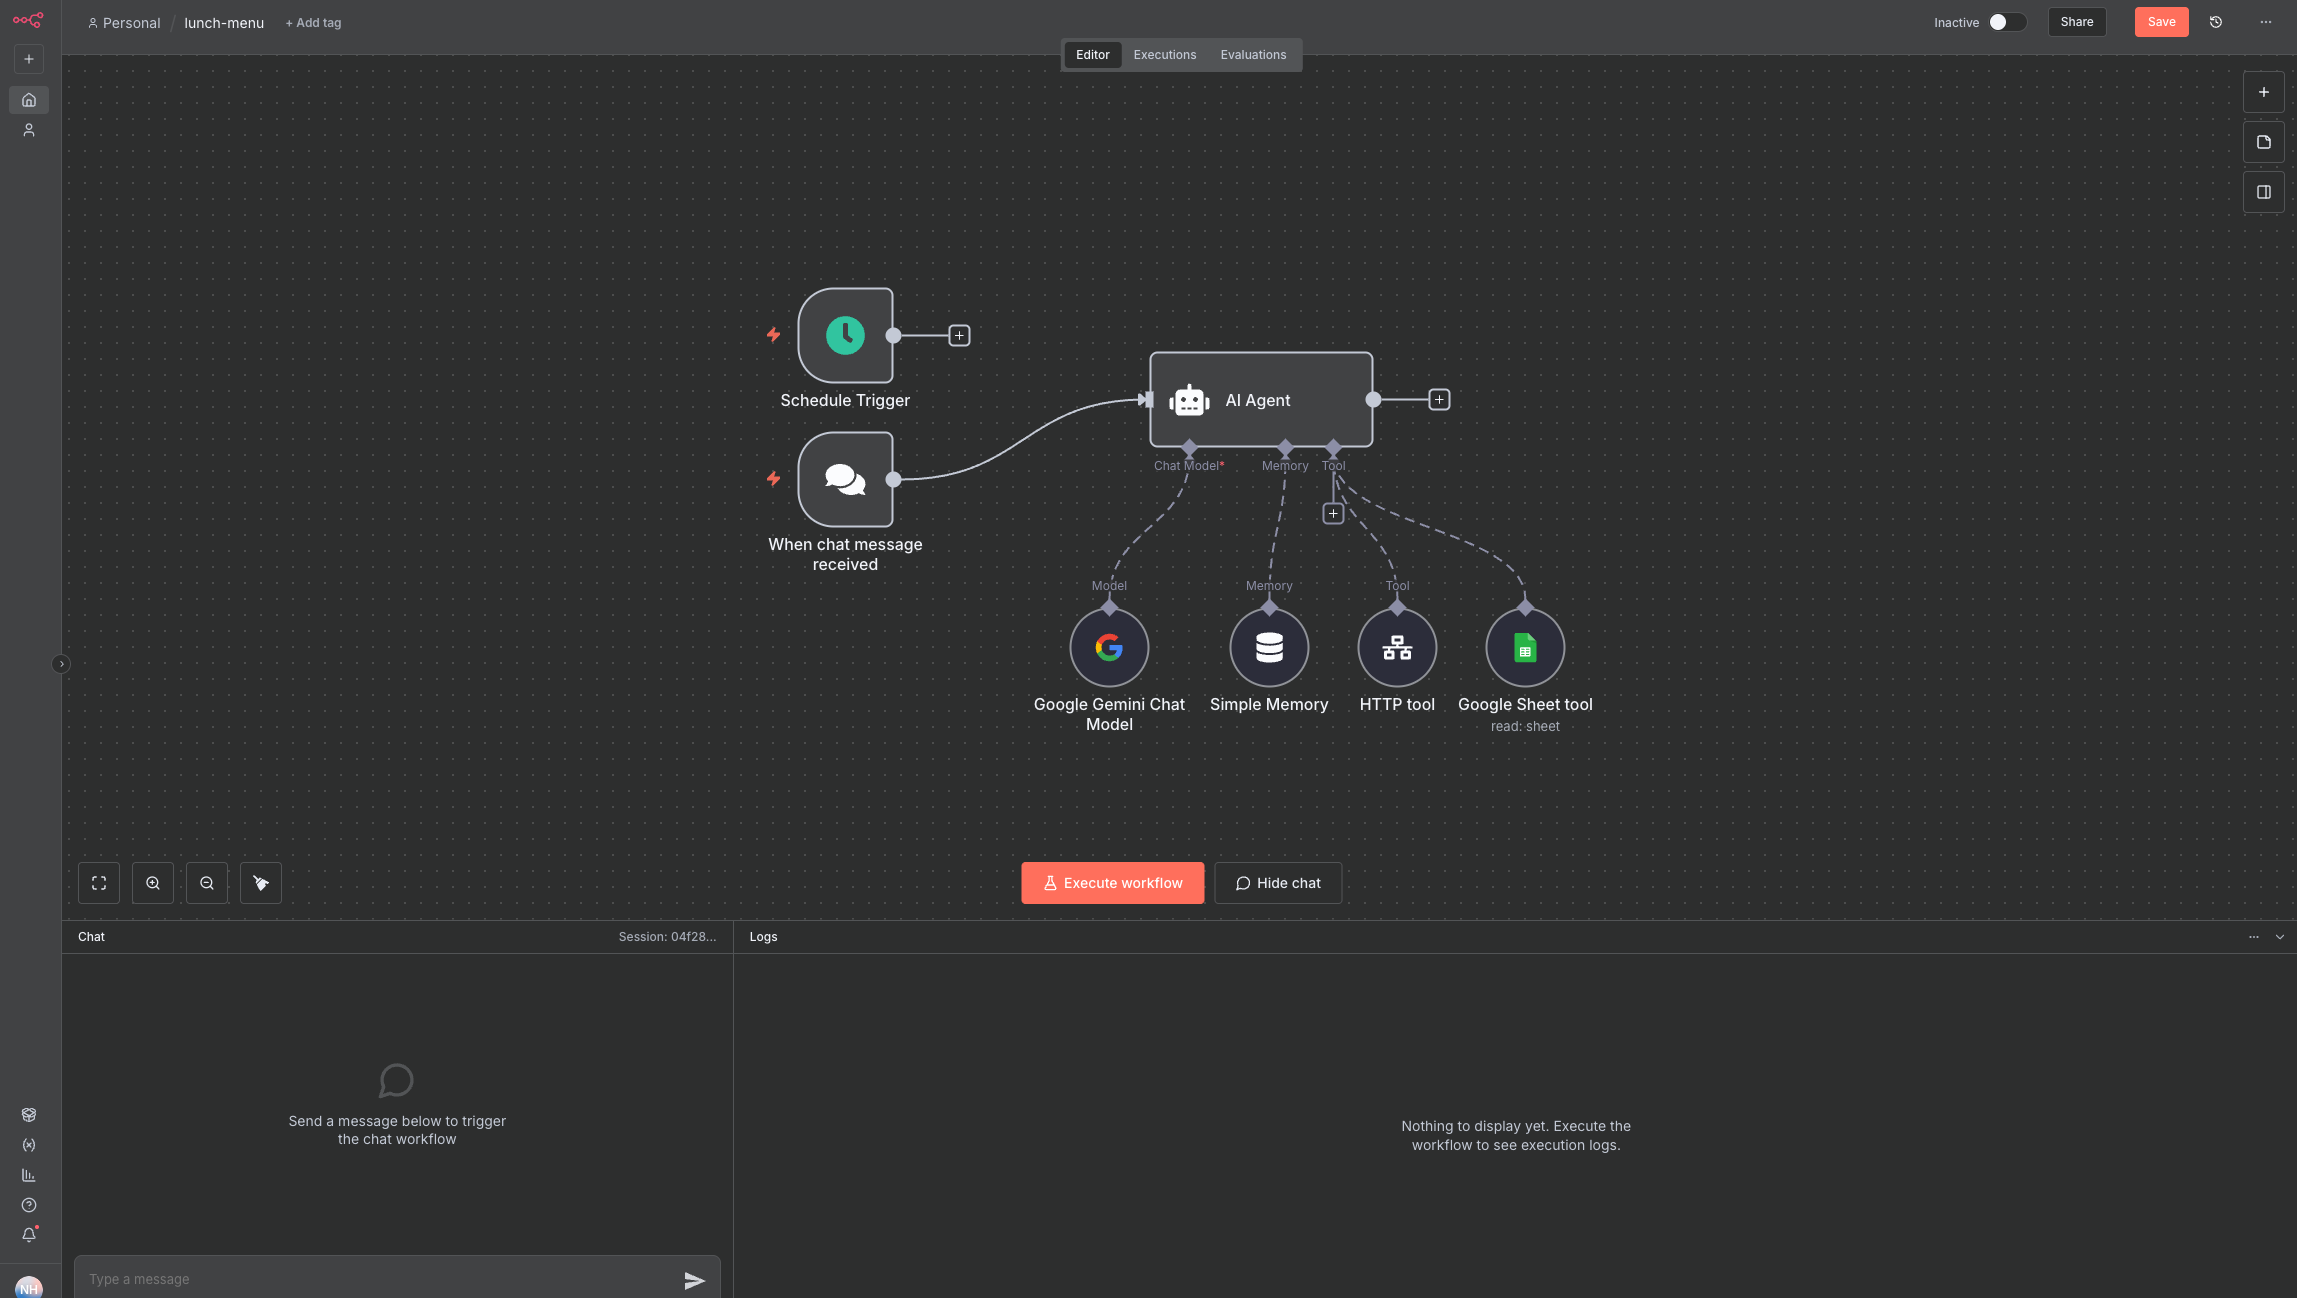 Personal / lunch-menu + Add tag
Inactive
Share
Save
Editor Executions Evaluations
Schedule Trigger
AI Agent
Chat Model* Memory Tool
When chat message
received
Model Memory Tool
Google Gemini Chat
Model
Simple Memory
HTTP tool
Google Sheet tool
read: sheet
Execute workflow
Hide chat
Chat
Session: 04f28...
Logs
Send a message below to trigger
the chat workflow
Nothing to display yet. Execute the
workflow to see execution logs.
Type a message
NH